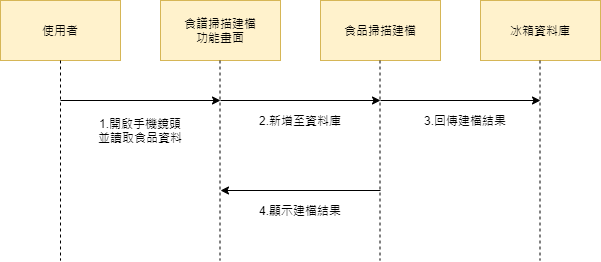 使用者
食譜掃描建檔
功能畫面
食品掃描建檔
冰箱資料庫
1.開啟手機鏡頭
並讀取食品資料
2.新增至資料庫
3.回傳建檔結果
4.顯示建檔結果